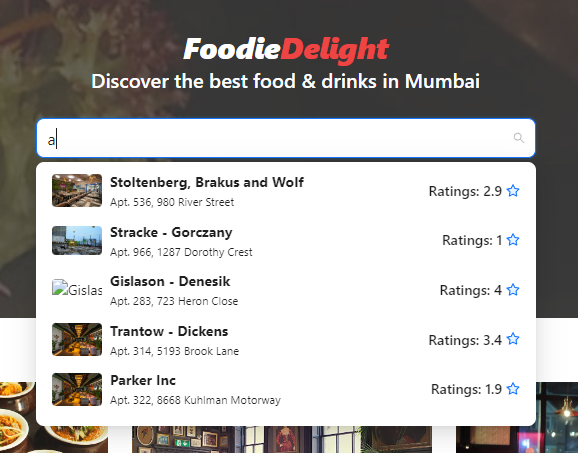 FoodieDelight
Discover the best food & drinks in Mumbai
a
Stoltenberg, Brakus and Wolf
Apt. 536, 980 River Street
Ratings: 2.9
Stracke - Gorczany
Apt. 966, 1287 Dorothy Crest
Ratings: 1
Gislas
Gislason - Denesik
Apt. 283, 723 Heron Close
Ratings: 4
Trantow - Dickens
Apt. 314, 5193 Brook Lane
Ratings: 3.4
Parker Inc
Apt. 322, 8668 Kuhlman Motorway
Ratings: 1.9